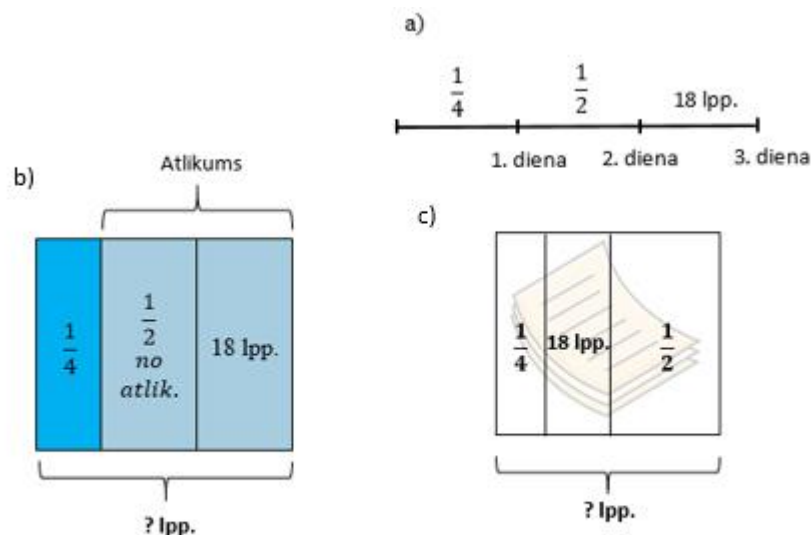 a)
1/4
1/2
18 lpp.
1. diena 2. diena 3. diena
b)
Atlikums
1/4
1/2
no
atlik.
18 lpp.
? lpp.
c)
1/4
18 lpp.
1/2
? lpp.